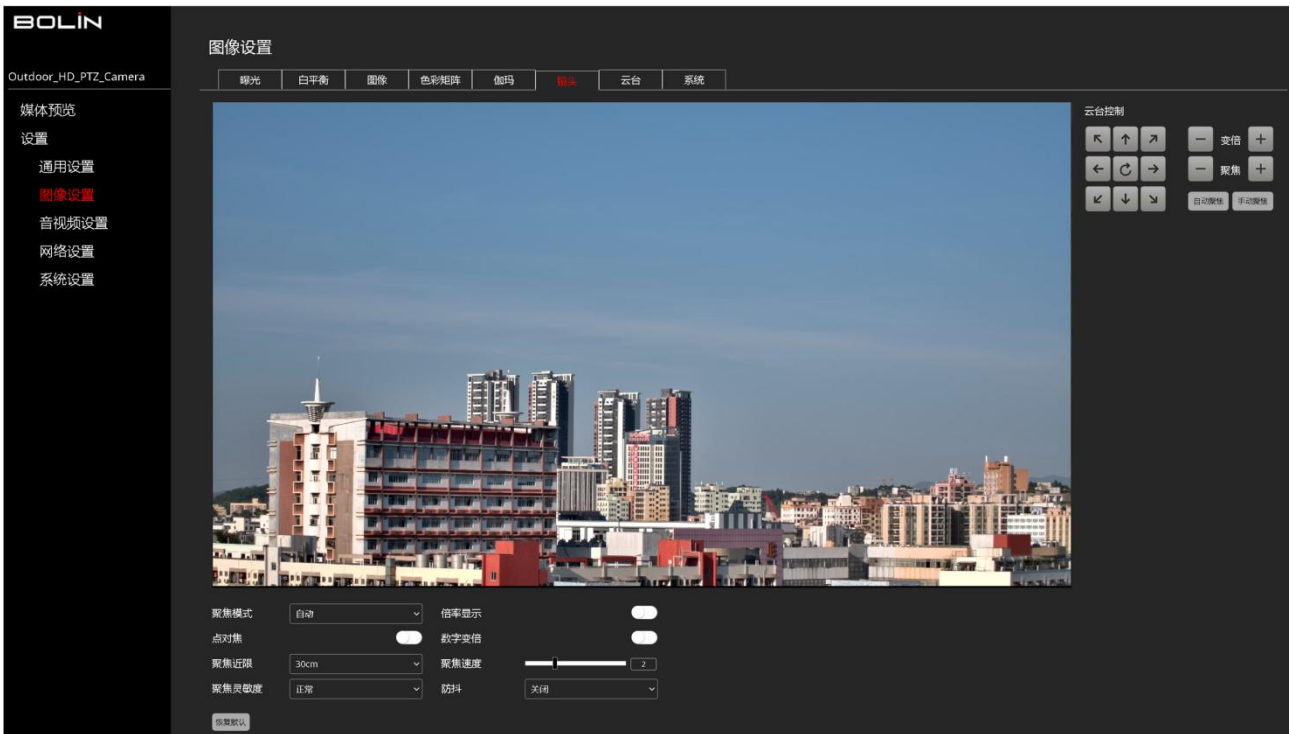 BOLIN
Outdoor_HD_PTZ_Camera
媒体预览
设置
通用设置
图像设置
音视频设置
网络设置
系统设置
图像设置
曝光 白平衡 图像 色彩矩阵 伽玛 镜头 云台 系统
云台控制
变倍
聚焦
自动聚焦 手动聚焦
聚焦模式 自动 倍率显示
点对焦 数字变倍
聚焦近限 30cm 聚焦速度 2
聚焦灵敏度 正常 防抖 关闭
恢复默认